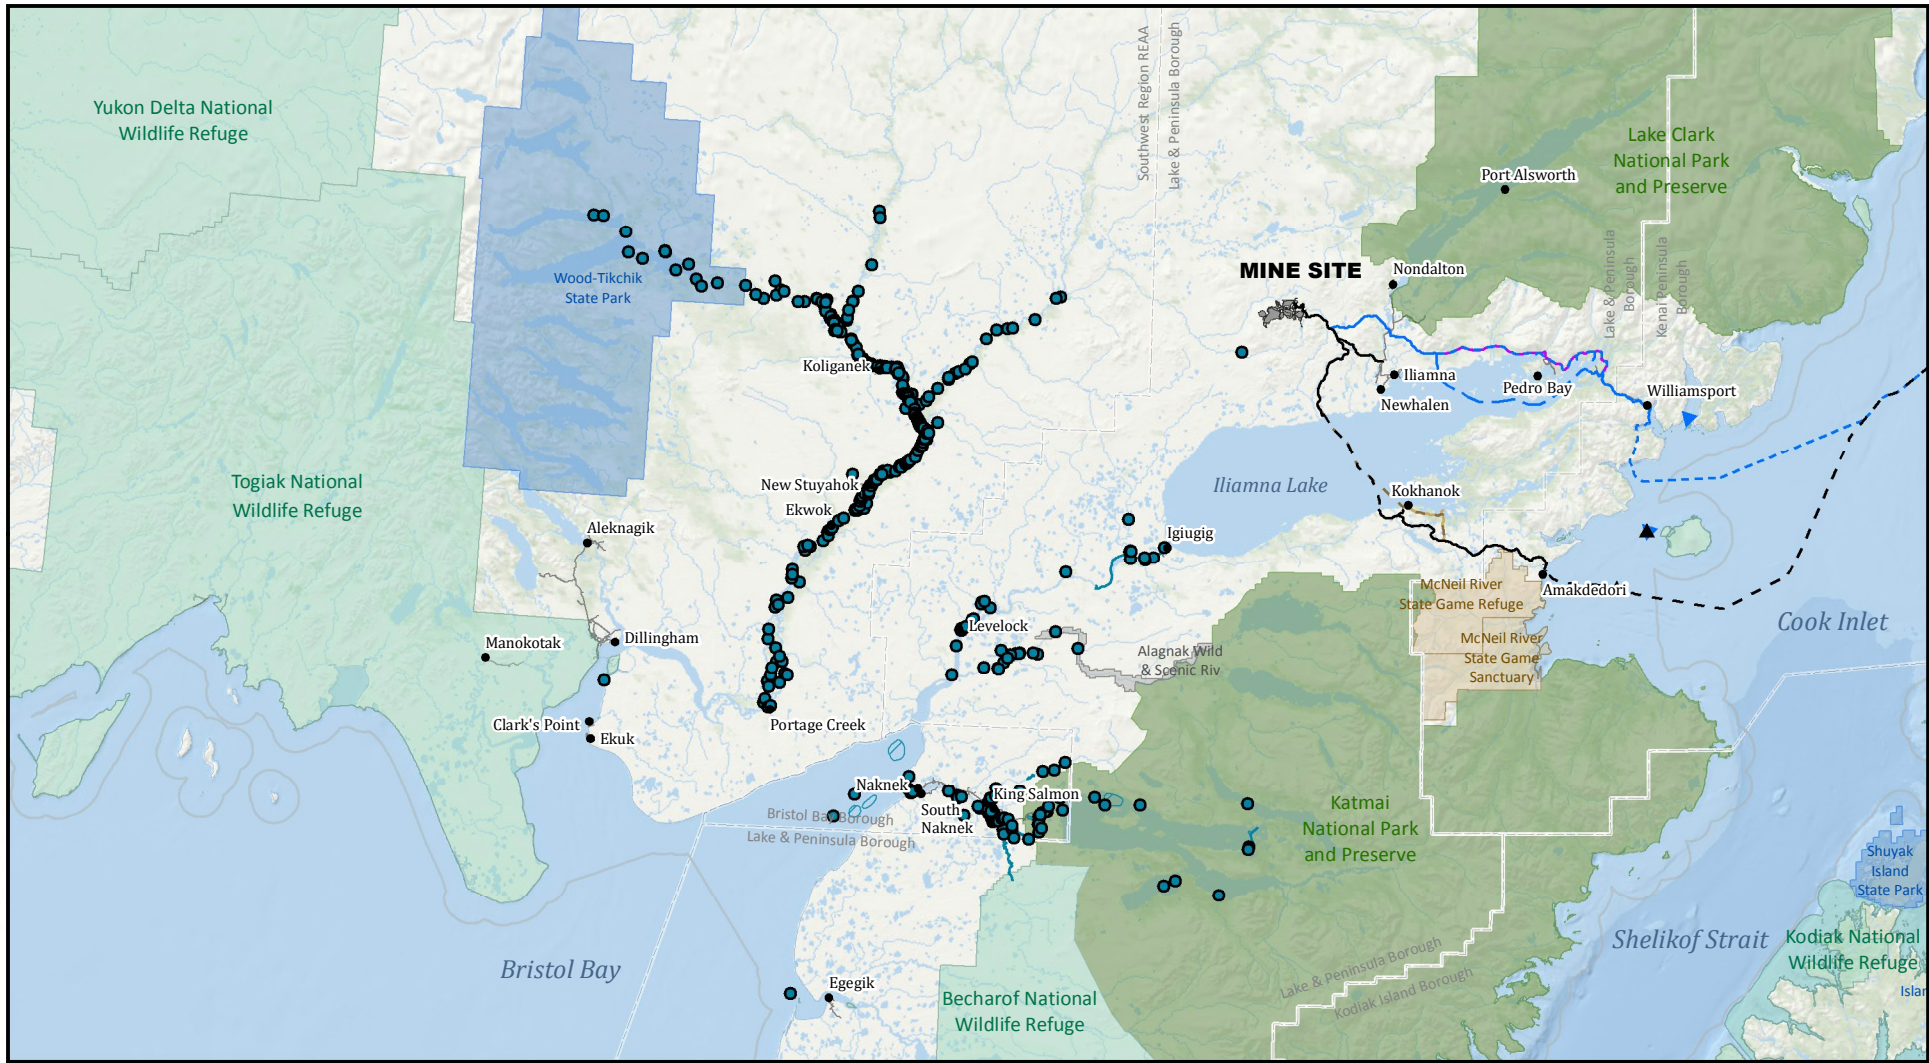 Yukon Delta National
Wildlife Refuge
Southwest Region REAA
Lake & Peninsula Borough
Lake Clark
National Park
and Preserve
Port Alsworth
Lake & Peninsula
Borough
Kenai Peninsula
Borough
Wood-Tikchik
State Park
MINE SITE
Nondalton
Koliganek
Iliamna
Pedro Bay
Newhalen
Williamsport
Togiak National
Wildlife Refuge
New Stuyahok
Ekwok
Iliamna Lake
Kokhanok
Aleknagik
Igiugig
McNeil River
State Game Refuge
Amakdedori
Levelock
Cook Inlet
Manokotak
Dillingham
Alagnak Wild
& Scenic Riv
McNeil River
State Game
Sanctuary
Clark's Point
Ekuk
Portage Creek
Naknek
King Salmon
South
Naknek
Bristol Bay Borough
Lake & Peninsula Borough
Katmai
National Park
and Preserve
Shuyak
Island
State Park
Bristol Bay
Egegik
Becharof National
Wildlife Refuge
Lake & Peninsula Borough
Kodiak Island Borough
Shelikof Strait
Kodiak National
Wildlife Refuge
Islan